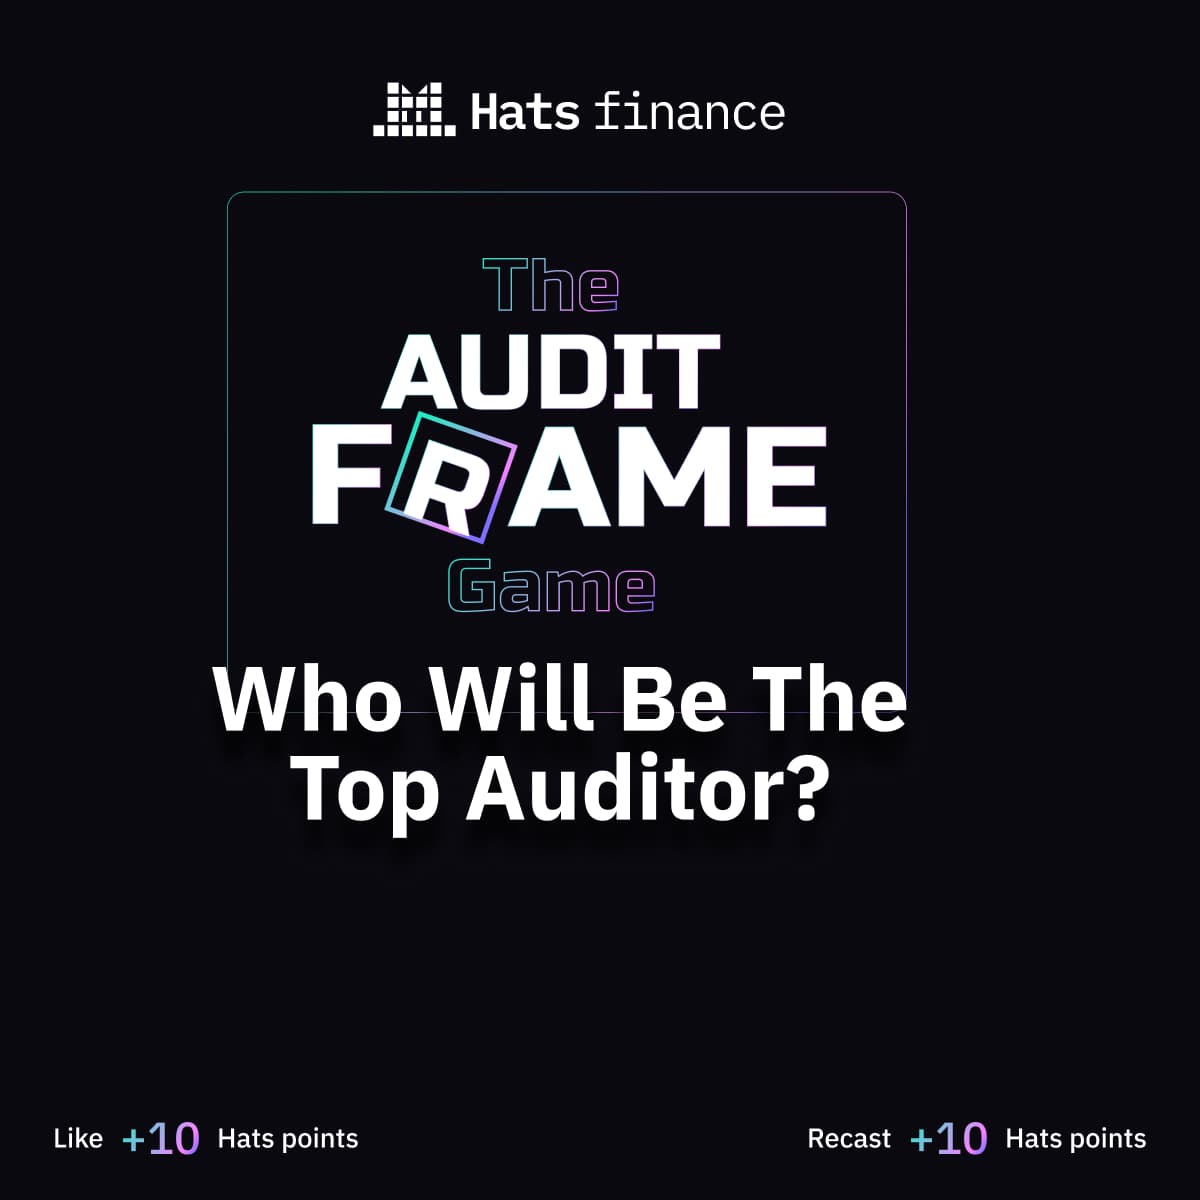 Hats finance
The
AUDIT
FRAME
Game
Who Will Be The
Top Auditor?
Like +10 Hats points
Recast +10 Hats points